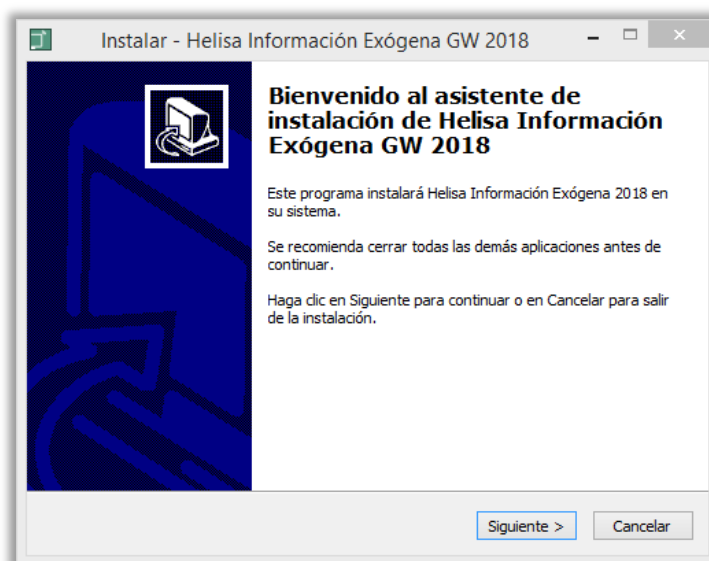 Instalar - Helisa Información Exógena GW 2018
Bienvenido al asistente de
instalación de Helisa Información
Exógena GW 2018
Este programa instalará Helisa Información Exógena 2018 en
su sistema.
Se recomienda cerrar todas las demás aplicaciones antes de
continuar.
Haga clic en Siguiente para continuar o en Cancelar para salir
de la instalación.
Siguiente >
Cancelar